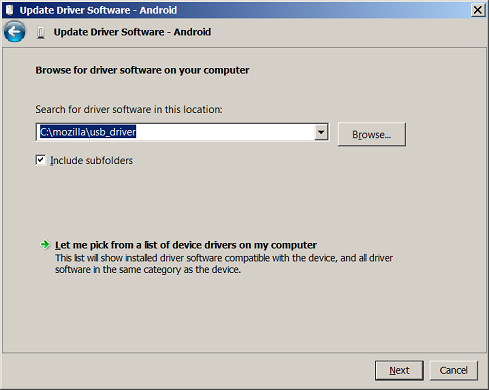 Update Driver Software - Android
Update Driver Software - Android
Browse for driver software on your computer
Search for driver software in this location:
C:\mozilla\usb_driver
Browse...
Include subfolders
Let me pick from a list of device drivers on my computer
This list will show installed driver software compatible with the device, and all driver
software in the same category as the device.
Next
Cancel